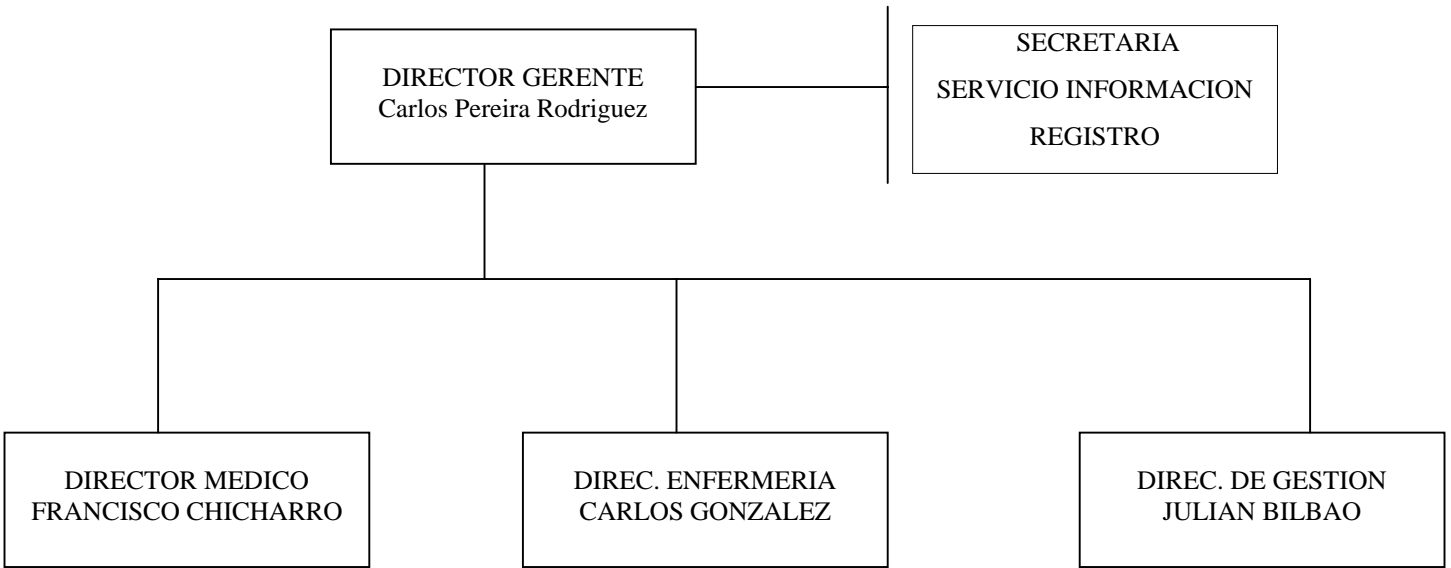 DIRECTOR GERENTE
Carlos Pereira Rodriguez
SECRETARIA
SERVICIO INFORMACION
REGISTRO
DIRECTOR MEDICO
FRANCISCO CHICHARRO
DIREC. ENFERMERIA
CARLOS GONZALEZ
DIREC. DE GESTION
JULIAN BILBAO